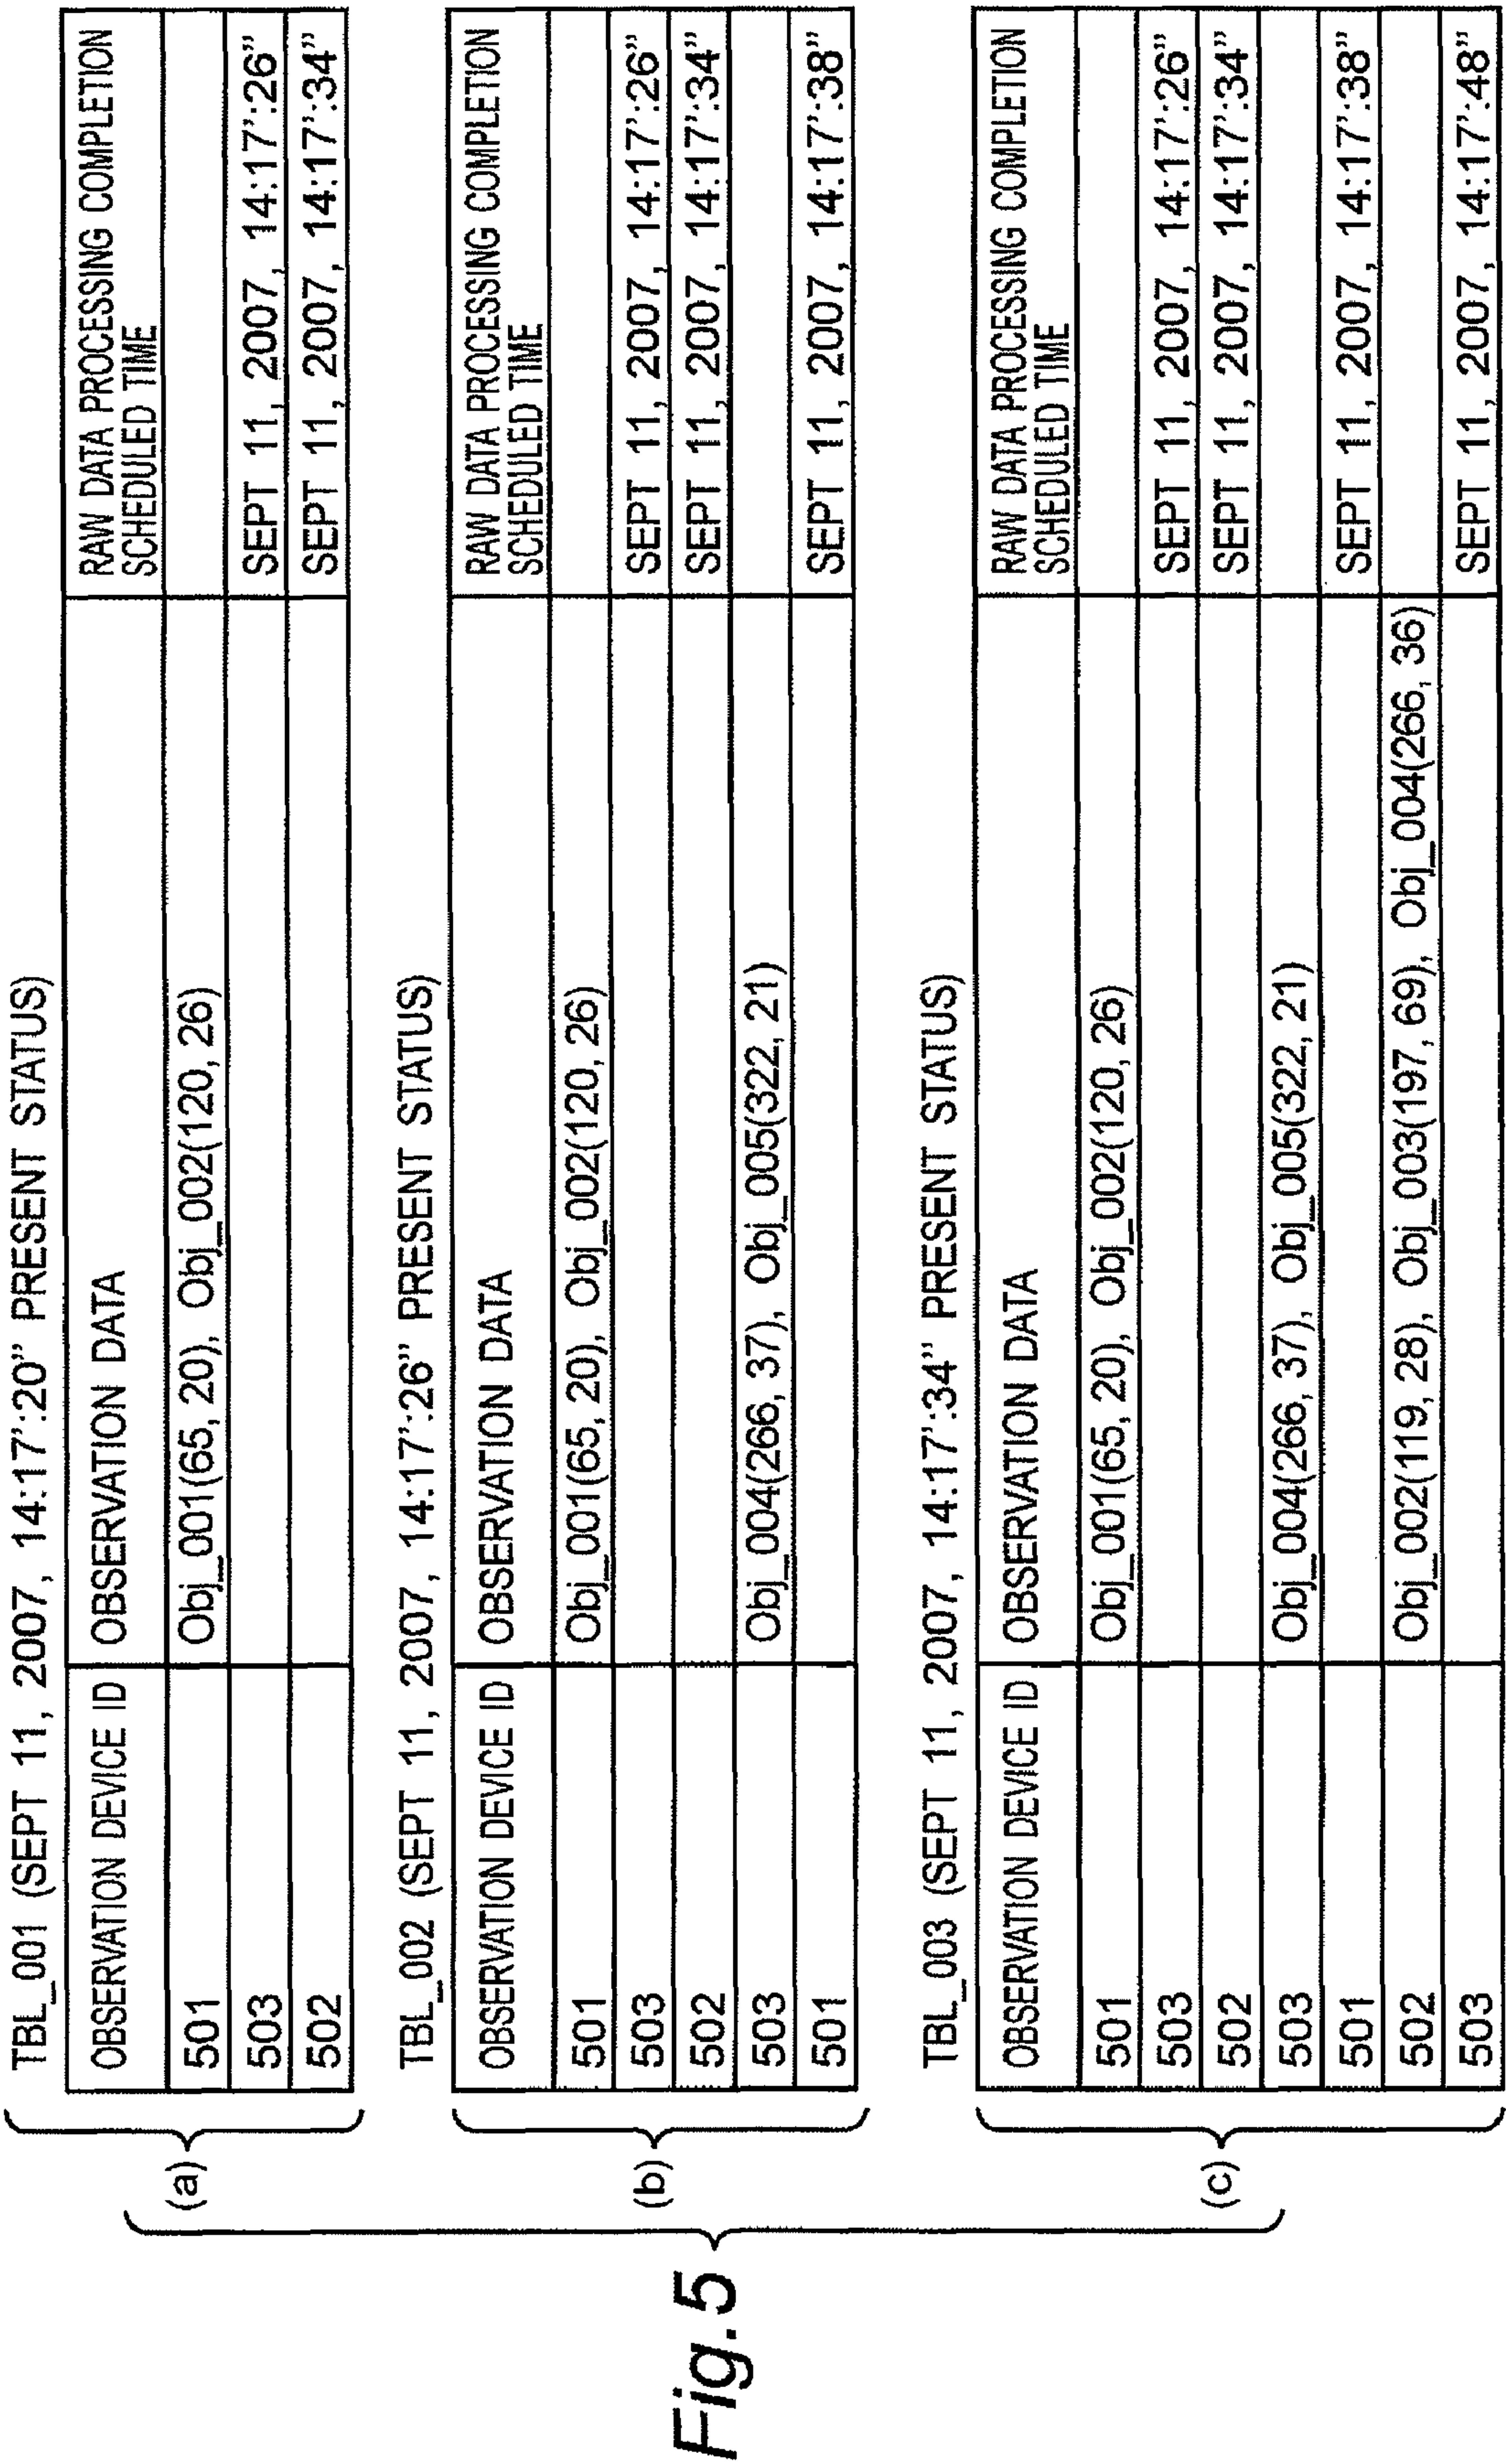 Fig.5
(a)
TBL_001 (SEPT 11, 2007, 14:17':20" PRESENT STATUS)
OBSERVATION DEVICE ID OBSERVATION DATA RAW DATA PROCESSING COMPLETION
SCHEDULED TIME
501 Obj_001(65, 20), Obj_002(120, 26)
503 SEPT 11, 2007, 14:17':26"
502 SEPT 11, 2007, 14:17':34"
(b)
TBL_002 (SEPT 11, 2007, 14:17':26" PRESENT STATUS)
OBSERVATION DEVICE ID OBSERVATION DATA RAW DATA PROCESSING COMPLETION
SCHEDULED TIME
501 Obj_001(65, 20), Obj_002(120, 26)
503 SEPT 11, 2007, 14:17':26"
502 SEPT 11, 2007, 14:17':34"
503 Obj_004(266, 37), Obj_005(322, 21)
501 SEPT 11, 2007, 14:17':38"
(c)
TBL_003 (SEPT 11, 2007, 14:17':34" PRESENT STATUS)
OBSERVATION DEVICE ID OBSERVATION DATA RAW DATA PROCESSING COMPLETION
SCHEDULED TIME
501 Obj_001(65, 20), Obj_002(120, 26)
503 SEPT 11, 2007, 14:17':26"
502 SEPT 11, 2007, 14:17':34"
503 Obj_004(266, 37), Obj_005(322, 21)
501 SEPT 11, 2007, 14:17':38"
502 Obj_002(119, 28), Obj_003(197, 69), Obj_004(266, 36)
503 SEPT 11, 2007, 14:17':48"